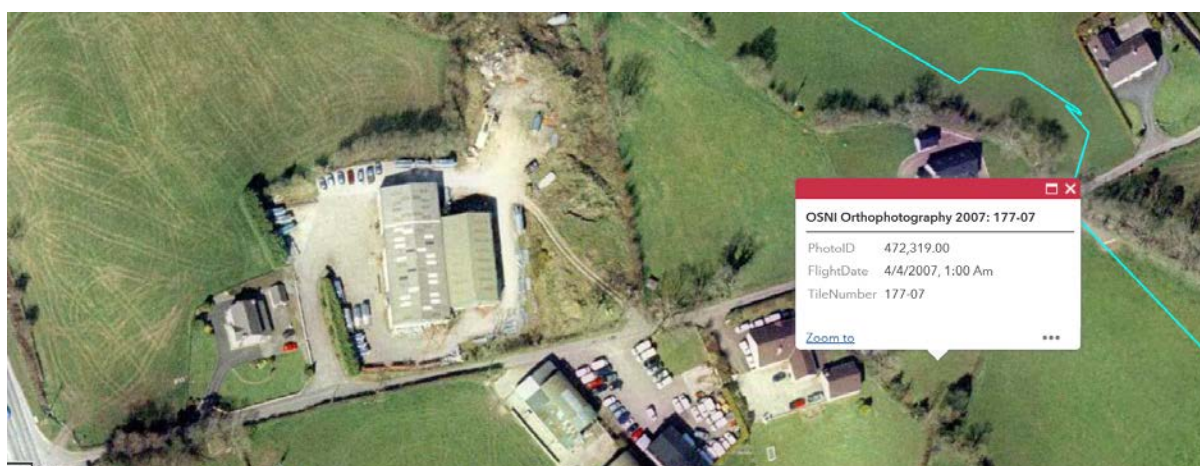 OSNI Orthophotography 2007: 177-07
PhotoID 472,319.00
FlightDate 4/4/2007, 1:00 Am
TileNumber 177-07
Zoom to